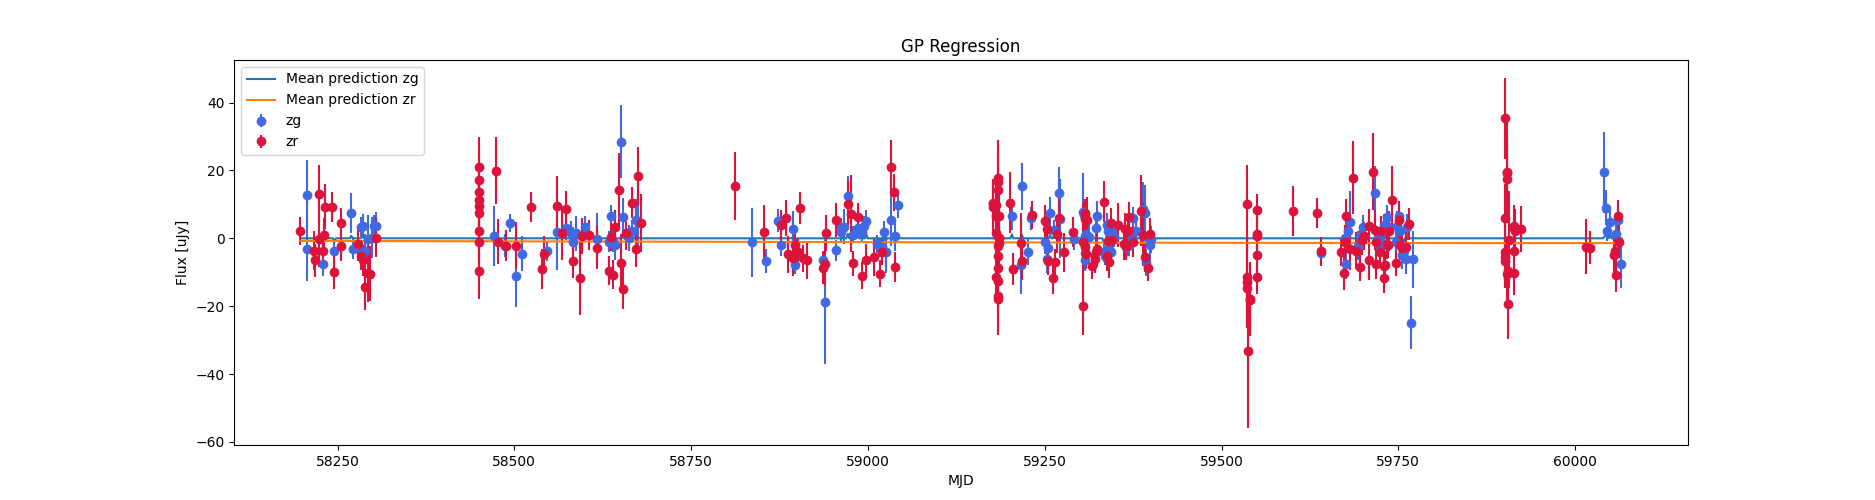 GP Regression
Mean prediction zg
Mean prediction zr
zg
zr
Flux [uJy]
40
20
0
−20
−40
−60
58250 58500 58750 59000 59250 59500 59750 60000
MJD